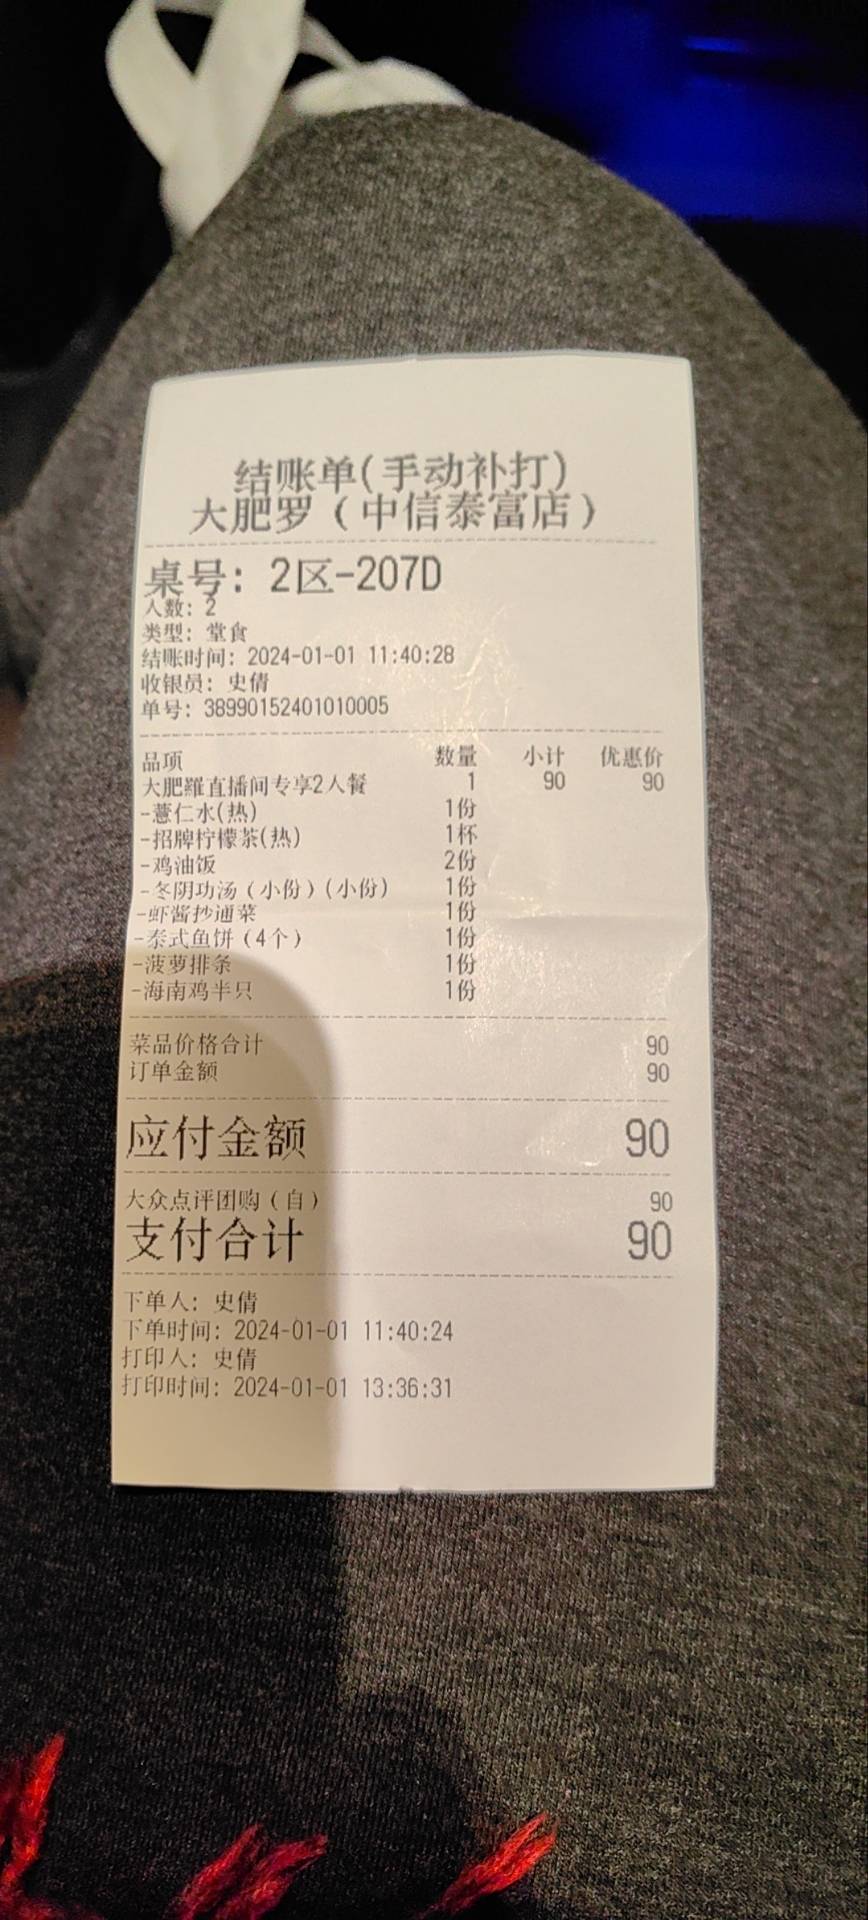 结账单(手动补打)
大肥罗（中信泰富店）
桌号: 2区-207D
人数: 2
类型: 堂食
结账时间: 2024-01-01 11:40:28
收银员: 史倩
单号: 38990152401010005
品项 数量 小计 优惠价
大肥羅直播间专享2人餐 1 90 90
-薏仁水(热) 1份
-招牌柠檬茶(热) 1杯
-鸡油饭 2份
-冬阴功汤（小份）(小份) 1份
-虾酱抄通菜 1份
-泰式鱼饼（4个） 1份
-菠萝排条 1份
-海南鸡半只 1份
菜品价格合计 90
订单金额 90
应付金额 90
大众点评团购（自） 90
支付合计 90
下单人: 史倩
下单时间: 2024-01-01 11:40:24
打印人: 史倩
打印时间: 2024-01-01 13:36:31